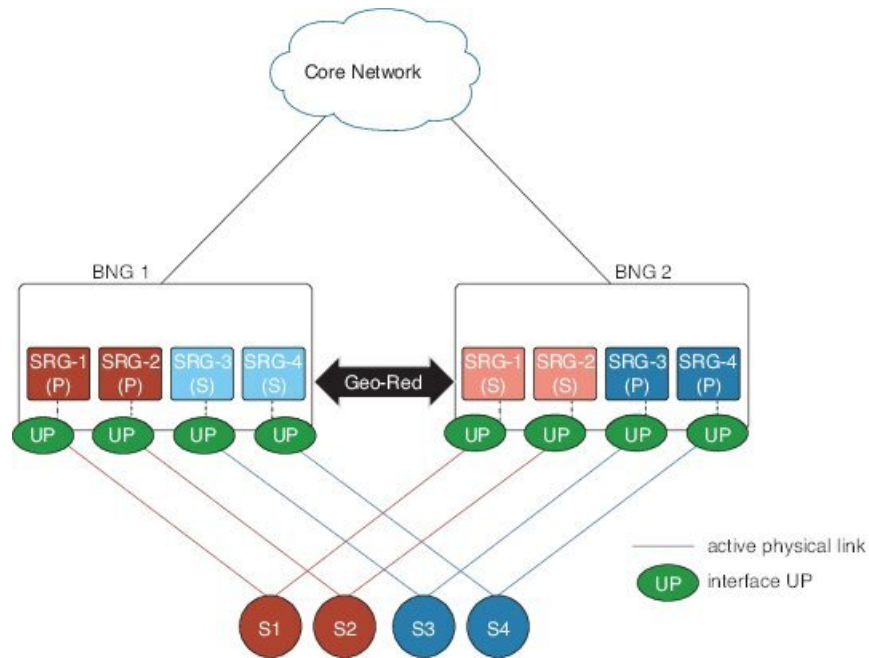 Core Network
BNG 1
BNG 2
SRG-1
(P)
SRG-2
(P)
SRG-3
(S)
SRG-4
(S)
Geo-Red
SRG-1
(S)
SRG-2
(S)
SRG-3
(P)
SRG-4
(P)
UP
UP
UP
UP
UP
UP
UP
UP
active physical link
UP
interface UP
S1
S2
S3
S4